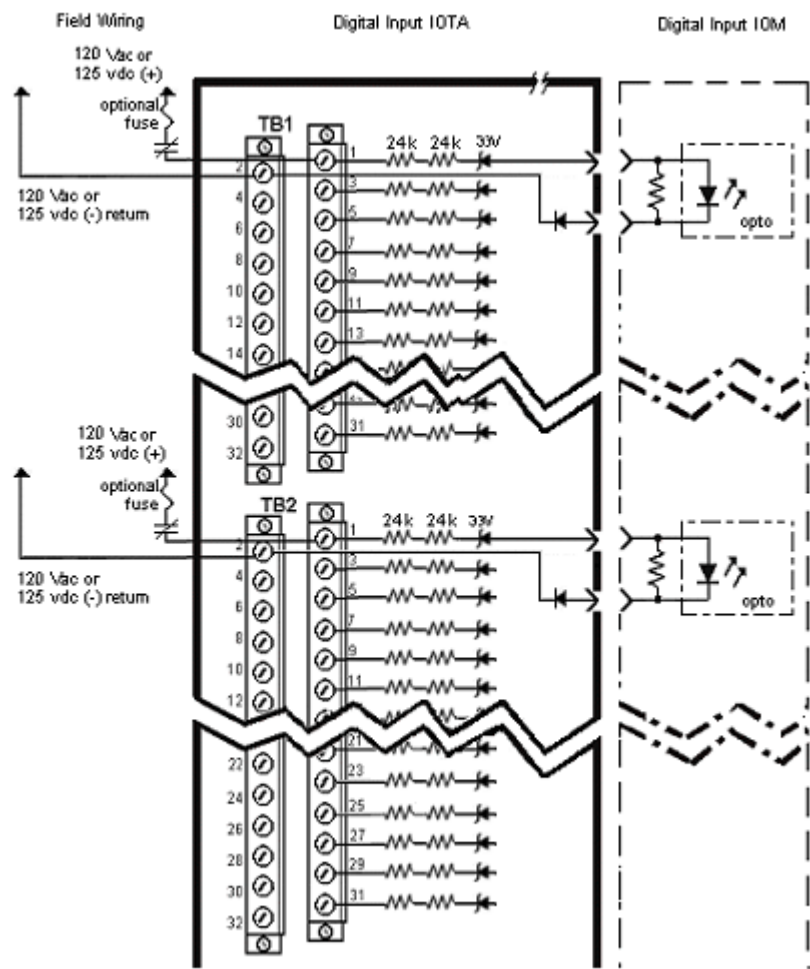 Field Wiring
Digital Input IOTA
Digital Input IOM
120 Vac or
125 vdc (+)
optional
fuse
TB1
24k 24k 33V
1
2
3
4
5
6
7
8
9
10
11
12
13
14
30
31
32
120 Vac or
125 vdc (-) return
opto
120 Vac or
125 vdc (+)
optional
fuse
TB2
24k 24k 33V
1
2
3
4
5
6
7
8
9
10
11
12
21
22
23
24
25
26
27
28
29
30
31
32
120 Vac or
125 vdc (-) return
opto